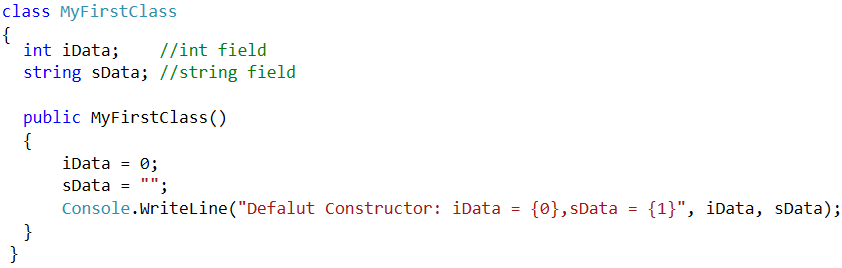 class MyFirstClass
{
int iData;    //int field
string sData; //string field
public MyFirstClass()
{
iData = 0;
sData = "";
Console.WriteLine("Defalut Constructor: iData = {0},sData = {1}", iData, sData);
}
}